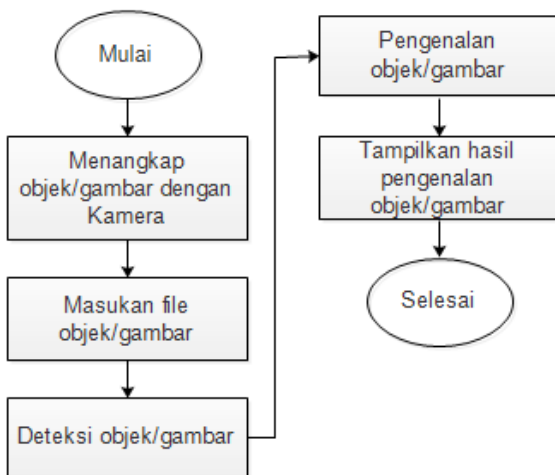 Mulai
Menangkap
objek/gambar dengan
Kamera
Masukan file
objek/gambar
Deteksi objek/gambar
Pengenalan
objek/gambar
Tampilkan hasil
pengenalan
objek/gambar
Selesai